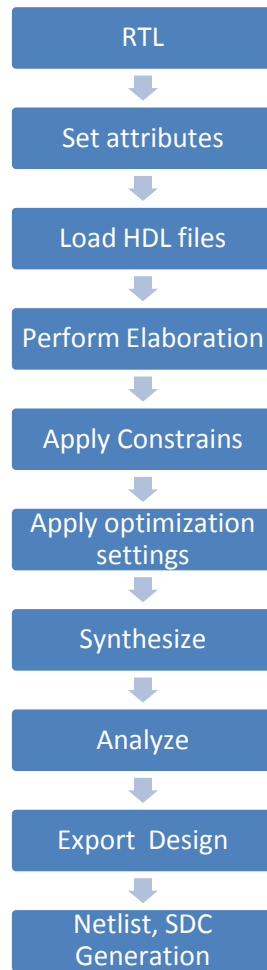 RTL
Set attributes
Load HDL files
Perform Elaboration
Apply Constrains
Apply optimization
settings
Synthesize
Analyze
Export Design
Netlist, SDC
Generation